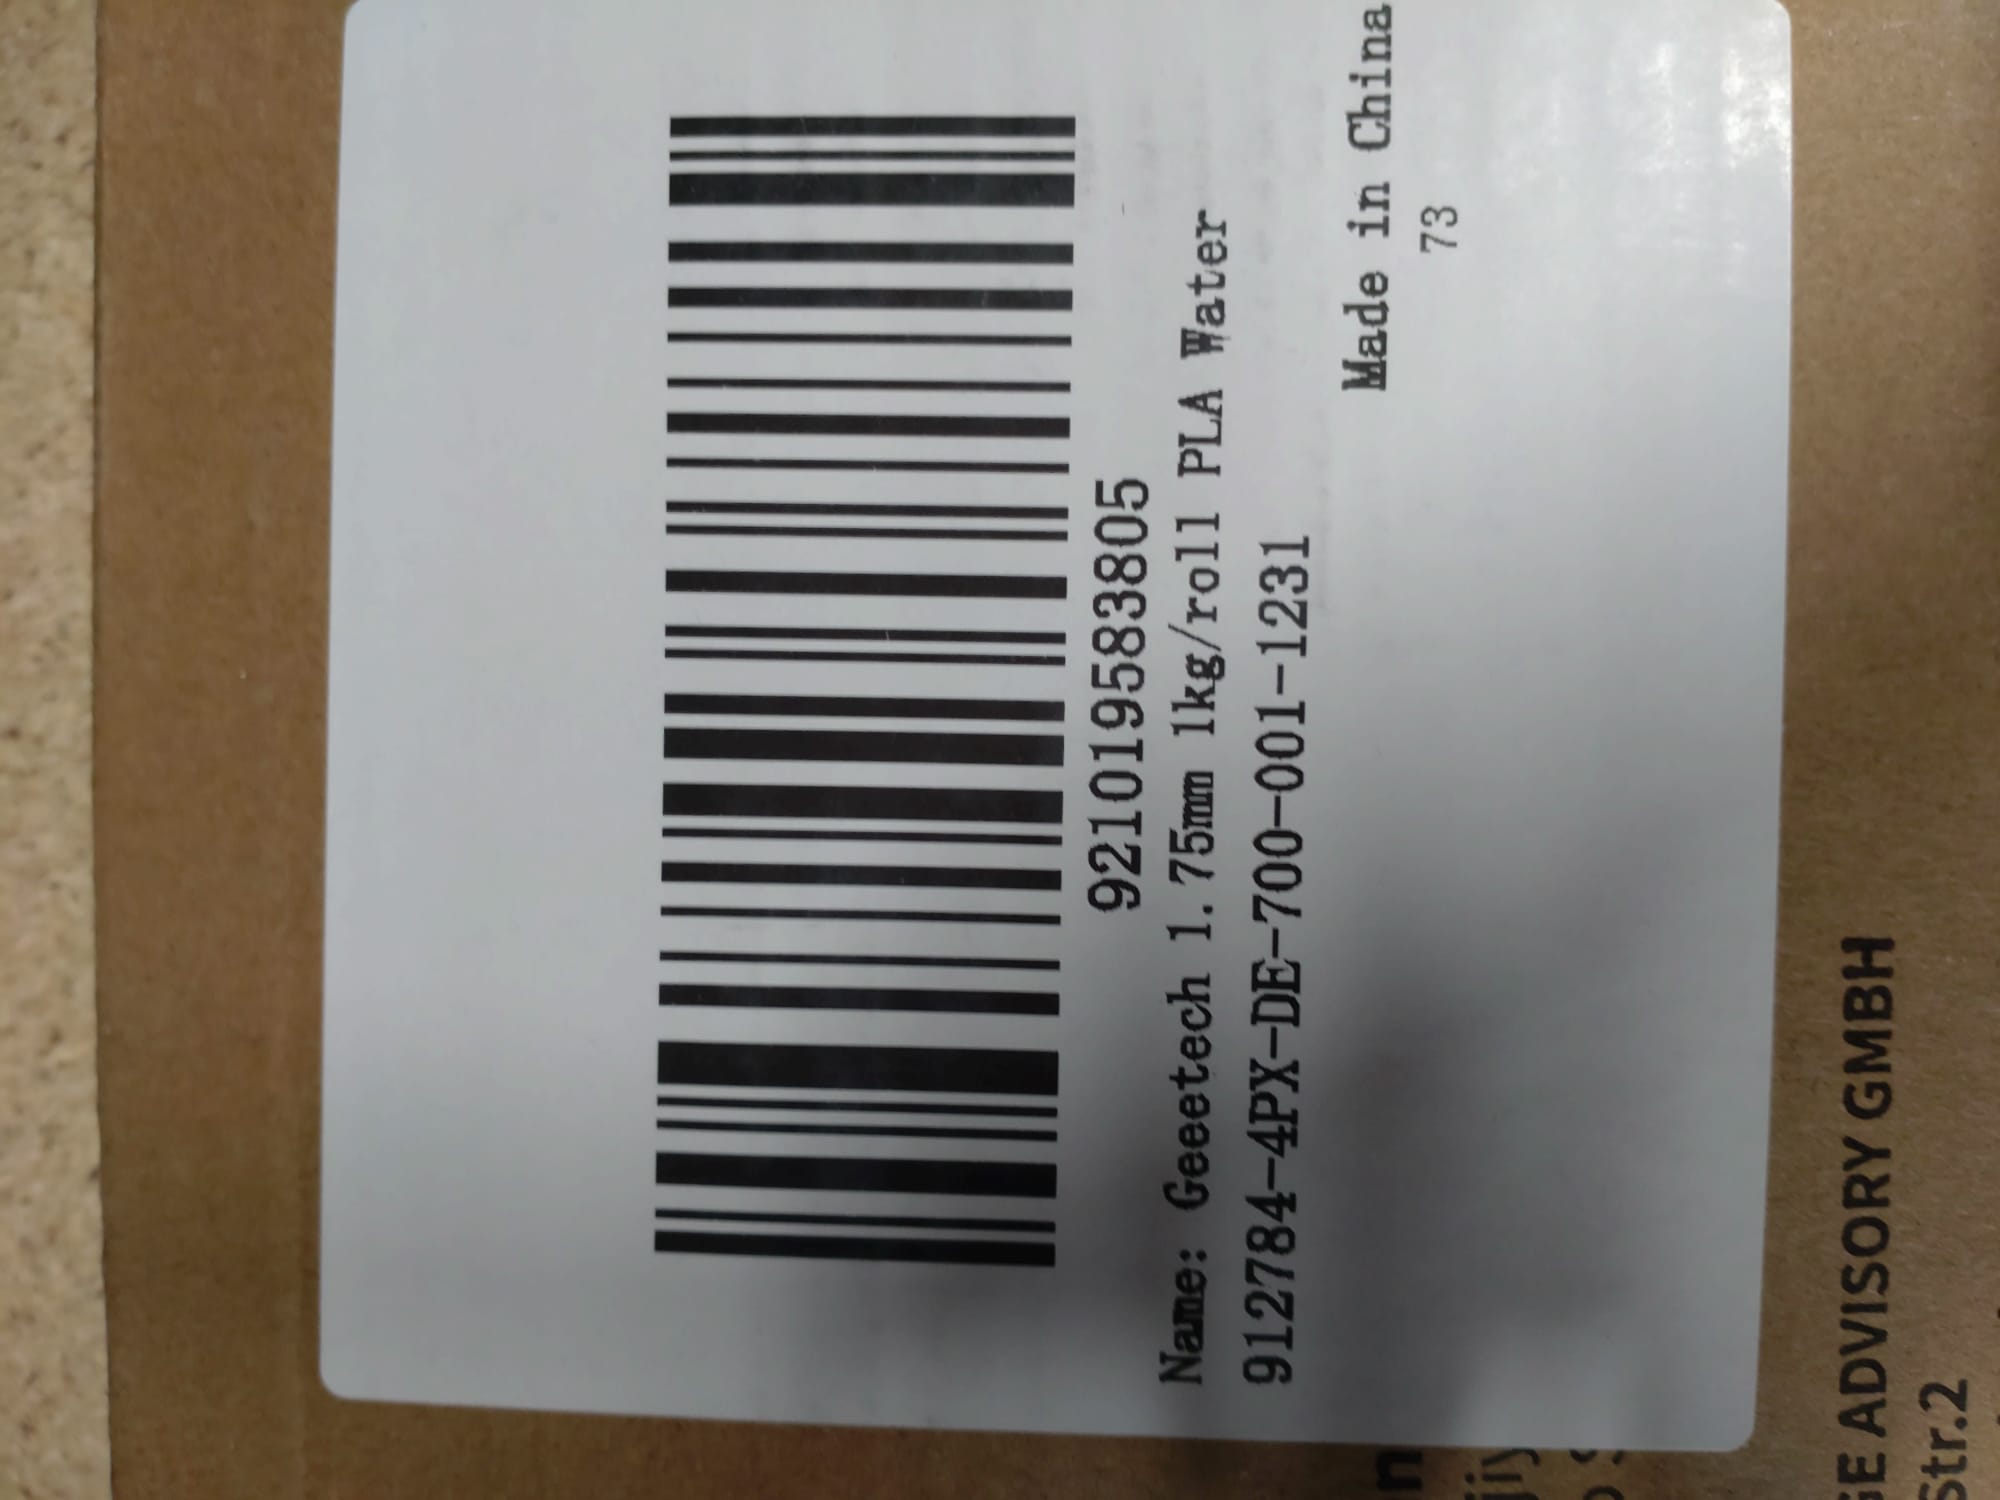 921019583805
Name: Geeetech 1.75mm 1kg/roll PLA Water
912784-4PX-DE-700-001-1231
Made in China
73
GE ADVISORY GMBH
Str.2